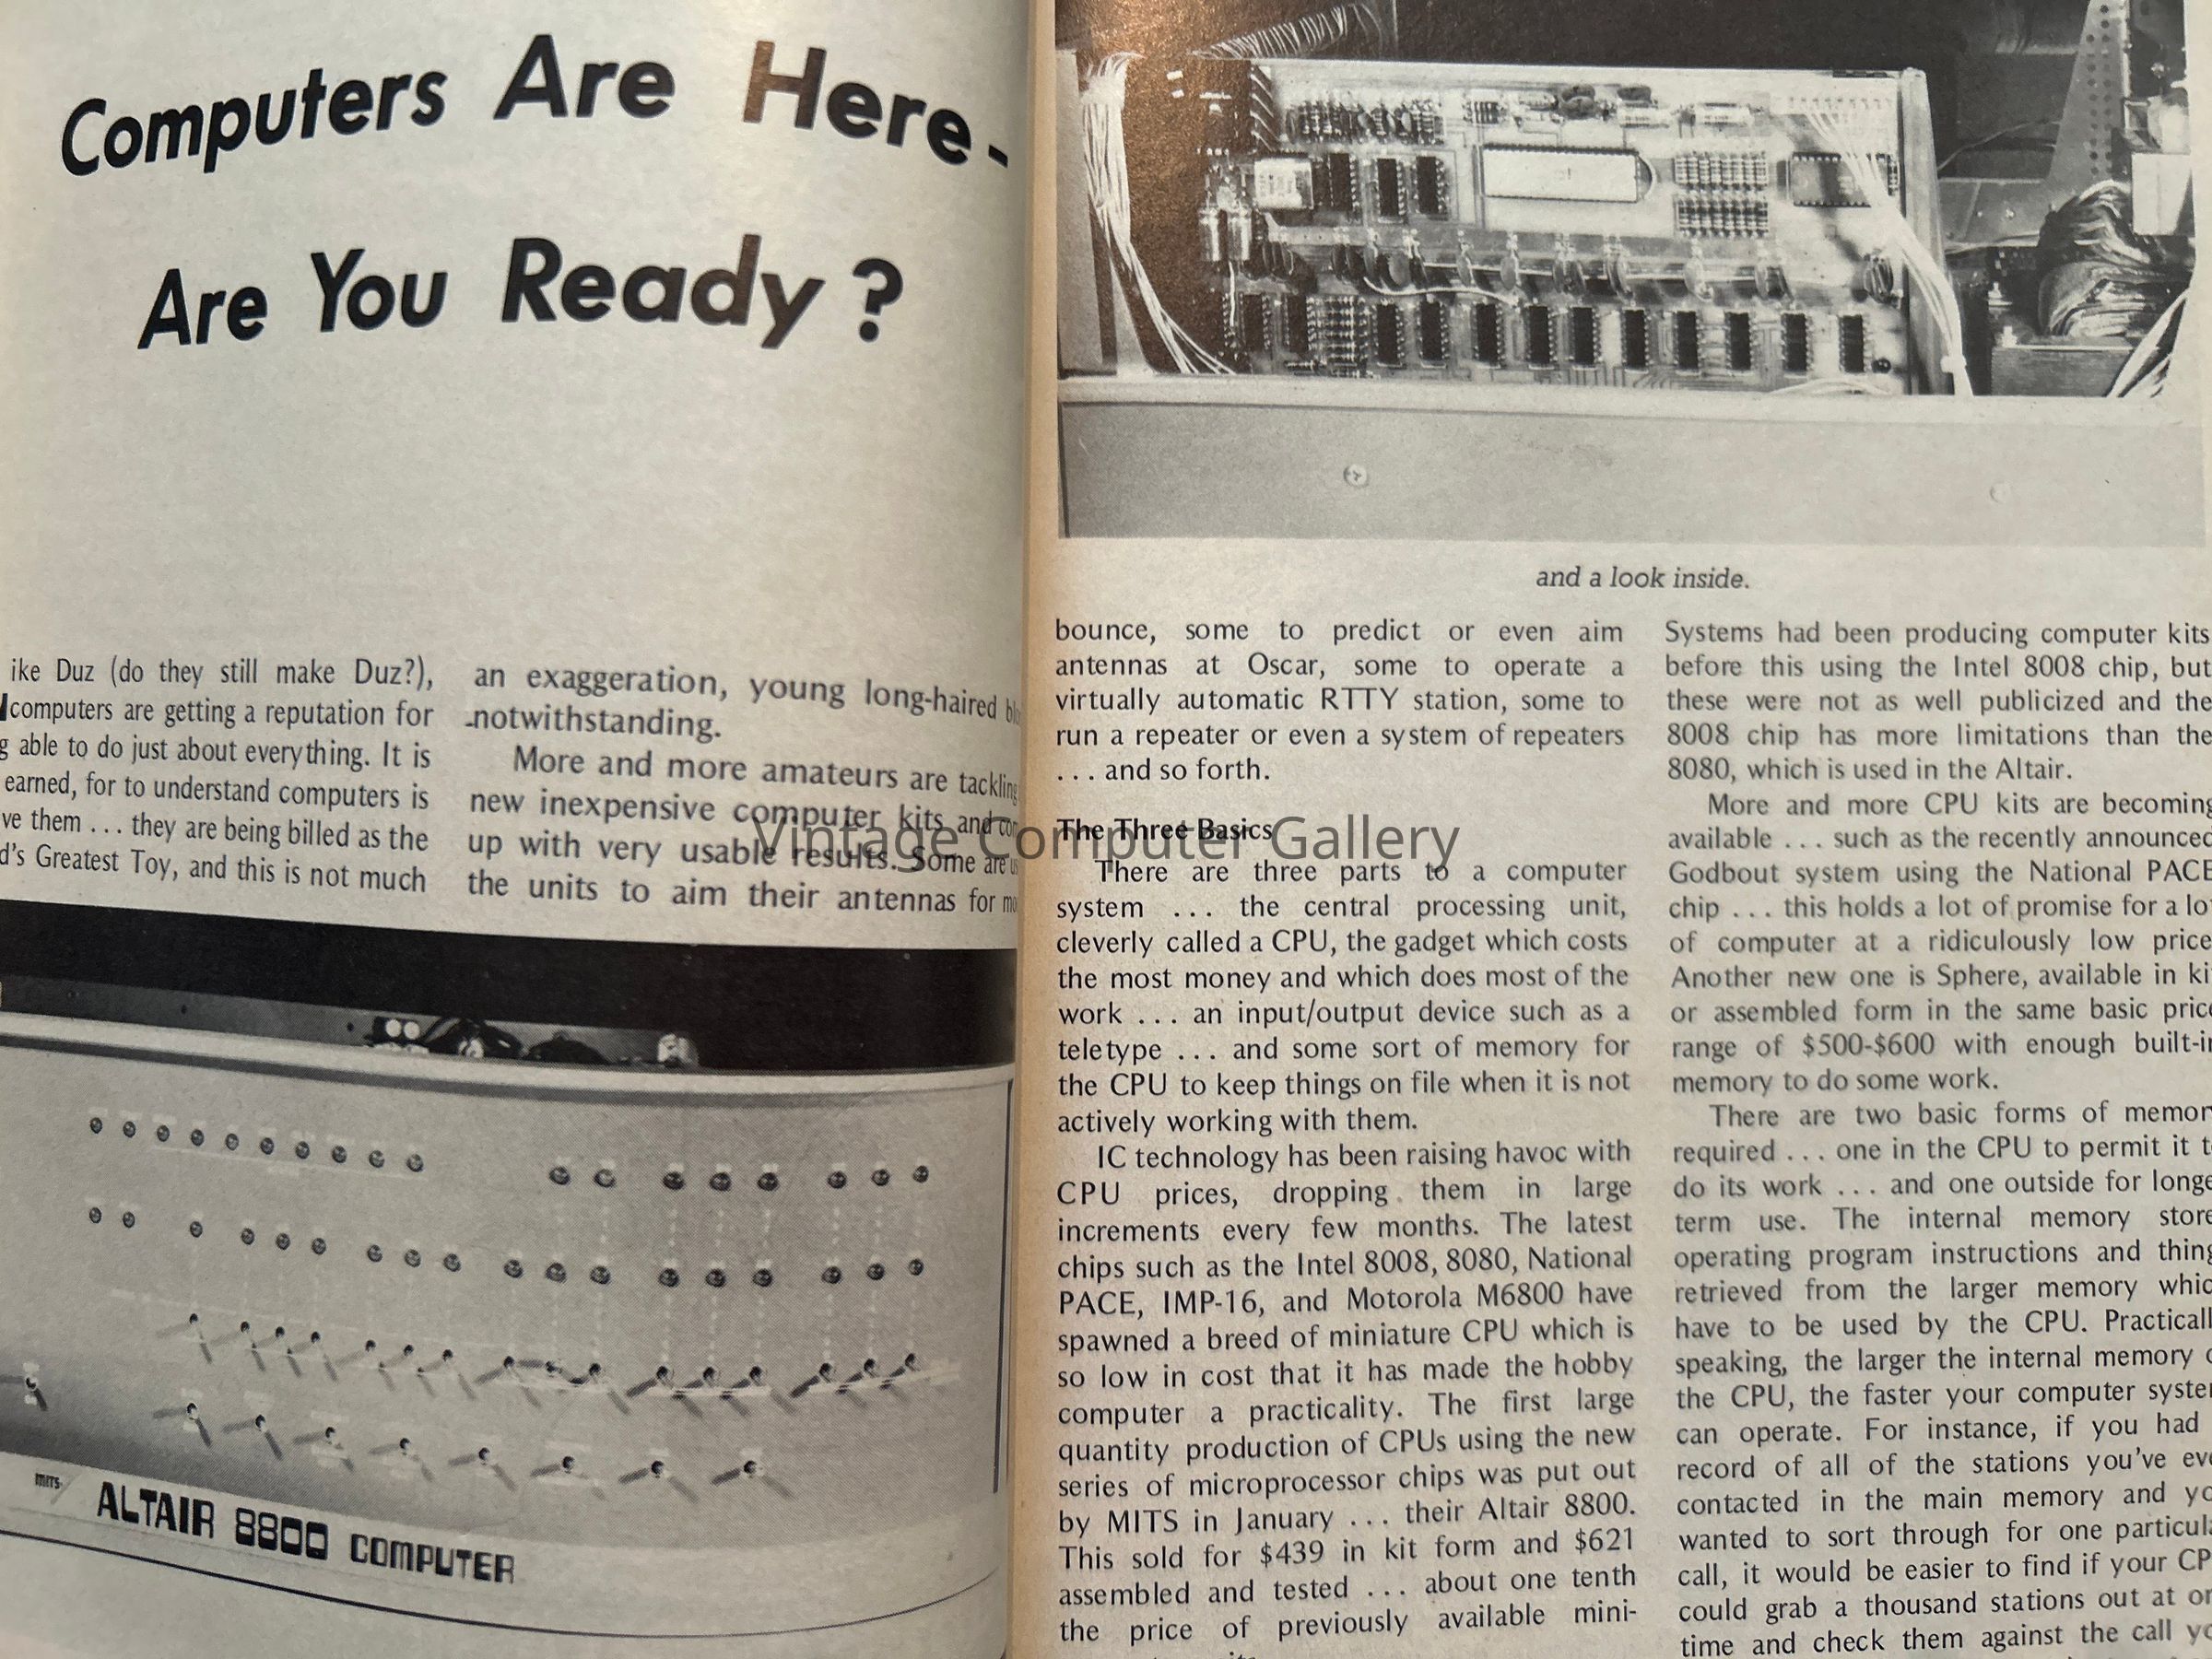 Computers Are Here-
Are You Ready?
ike Duz (do they still make Duz?),
computers are getting a reputation for
able to do just about everything. It is
earned, for to understand computers is
them ... they are being billed as the
Greatest Toy, and this is not much
an exaggeration, young long-haired
notwithstanding.
More and more amateurs are tackling
new inexpensive computer kits and
up with very usable results. Some are
the units to aim their antennas for
MITS
ALTAIR 8800 COMPUTER
and a look inside.
bounce, some to predict or even aim
antennas at Oscar, some to operate a
virtually automatic RTTY station, some to
run a repeater or even a system of repeaters
... and so forth.
The Three Basics
There are three parts to a computer
system ... the central processing unit,
cleverly called a CPU, the gadget which costs
the most money and which does most of the
work ... an input/output device such as a
teletype ... and some sort of memory for
the CPU to keep things on file when it is not
actively working with them.
IC technology has been raising havoc with
CPU prices, dropping them in large
increments every few months. The latest
chips such as the Intel 8008, 8080, National
PACE, IMP-16, and Motorola M6800 have
spawned a breed of miniature CPU which is
so low in cost that it has made the hobby
computer a practicality. The first large
quantity production of CPUs using the new
series of microprocessor chips was put out
by MITS in January ... their Altair 8800.
This sold for $439 in kit form and $621
assembled and tested ... about one tenth
the price of previously available mini-
Systems had been producing computer kits
before this using the Intel 8008 chip, but
these were not as well publicized and the
8008 chip has more limitations than the
8080, which is used in the Altair.
More and more CPU kits are becoming
available ... such as the recently announced
Godbout system using the National PACE
chip ... this holds a lot of promise for a lot
of computer at a ridiculously low price.
Another new one is Sphere, available in kit
or assembled form in the same basic price
range of $500-$600 with enough built-in
memory to do some work.
There are two basic forms of memory
required ... one in the CPU to permit it to
do its work ... and one outside for longer
term use. The internal memory stores
operating program instructions and things
retrieved from the larger memory which
have to be used by the CPU. Practically
speaking, the larger the internal memory of
the CPU, the faster your computer system
can operate. For instance, if you had
record of all of the stations you've ever
contacted in the main memory and you
wanted to sort through for one particular
call, it would be easier to find if your CPU
could grab a thousand stations out at one
time and check them against the call you
Vintage Computer Gallery